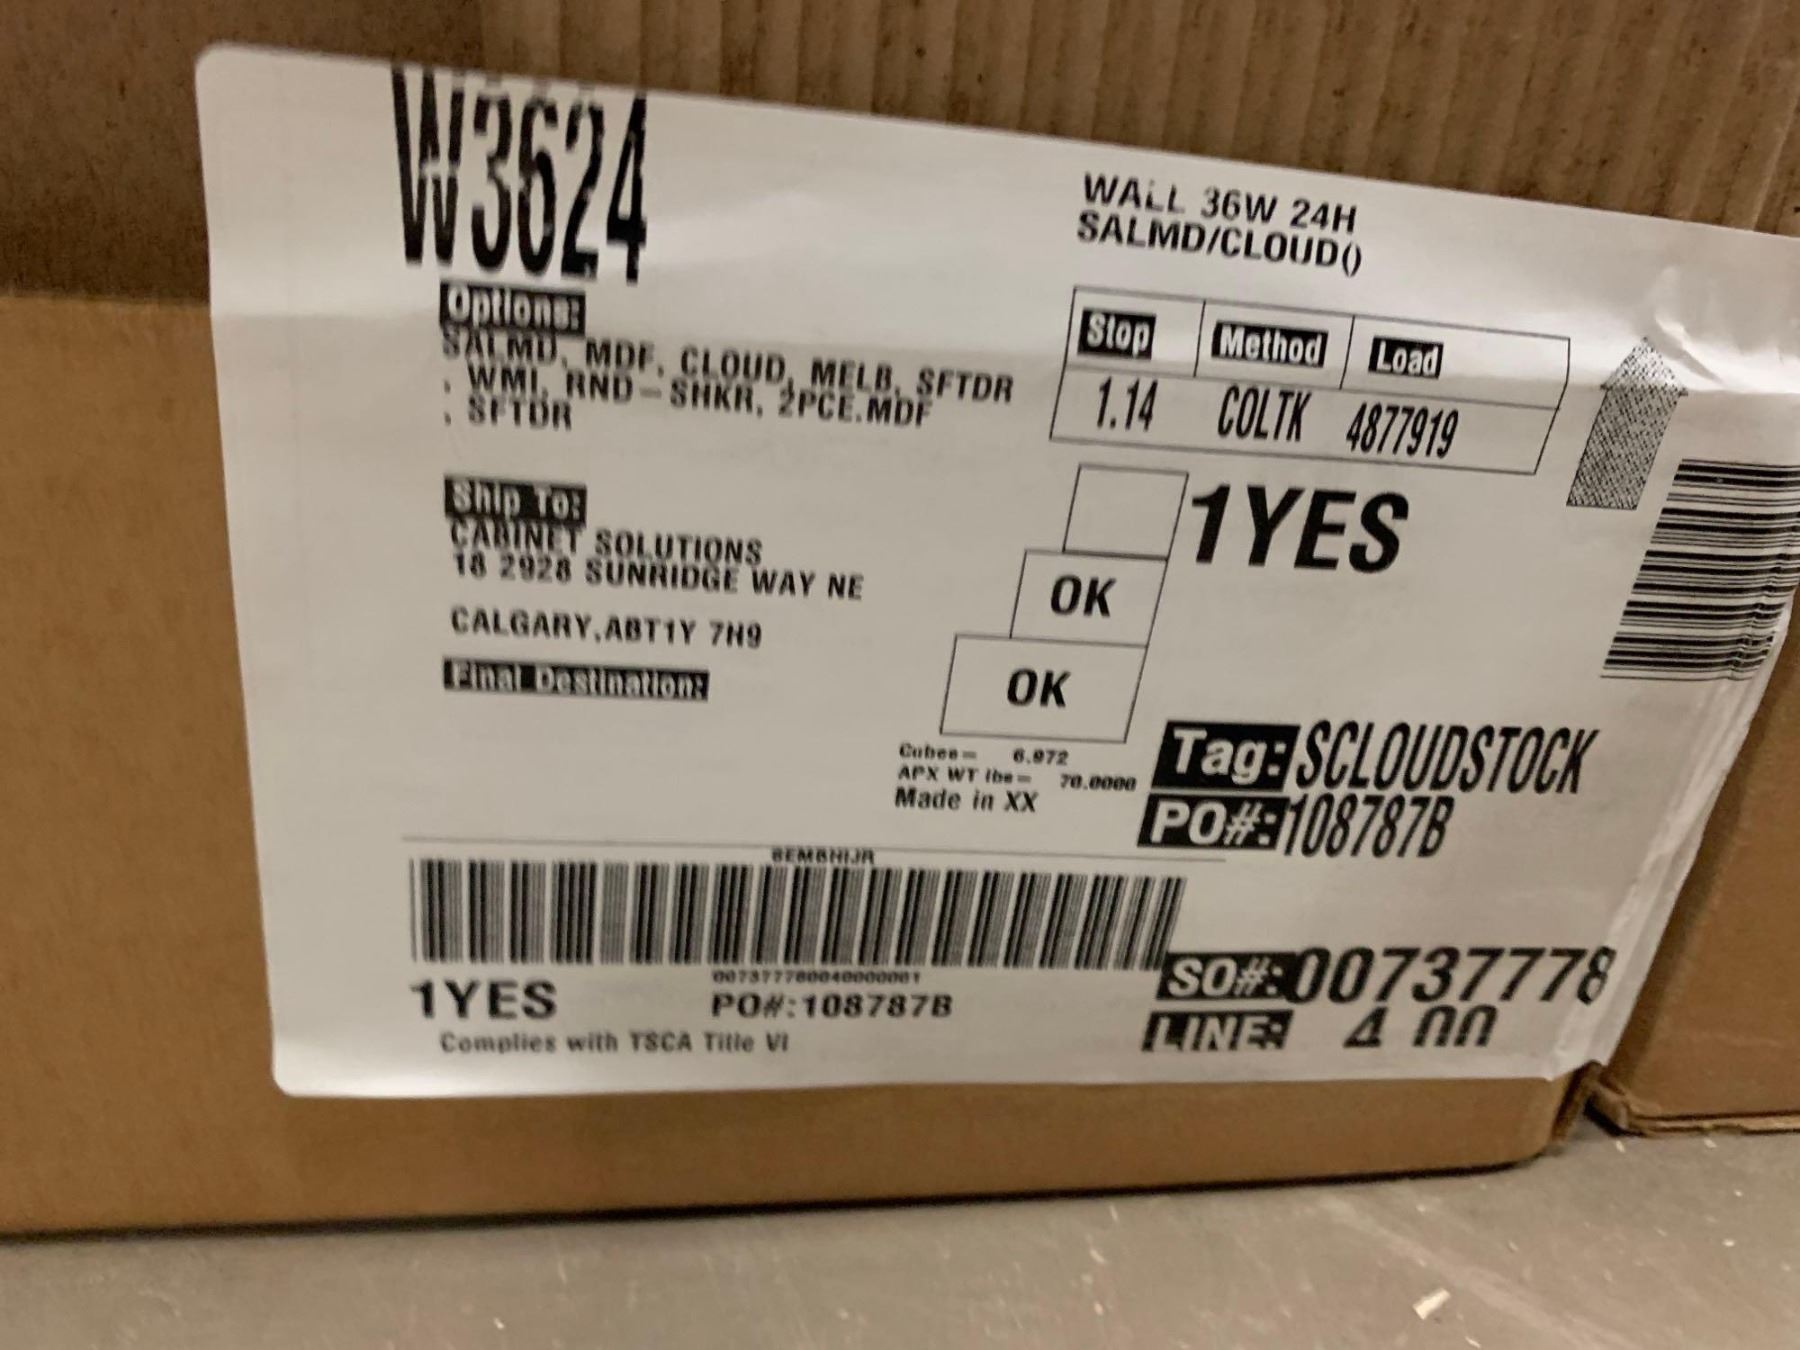 W3624
WALL 36W 24H
SALMD/CLOUD()
Options:
SALMD, MDF, CLOUD, MELB, SFTDR
, WMI, RND-SHKR, 2PCE.MDF
, SFTDR
Stop Method Load
1.14 COLTK 4877919
Ship To:
CABINET SOLUTIONS
18 2928 SUNRIDGE WAY NE
CALGARY,ABT1Y 7H9
Final Destination:
1YES
OK
OK
Cubes= 6.972
APX WT lbs= 70.0000
Made in XX
Tag: SCLOUDSTOCK
PO#: 108787B
1YES
PO#:108787B
Complies with TSCA Title VI
SO#: 00737778
LINE: 4 00